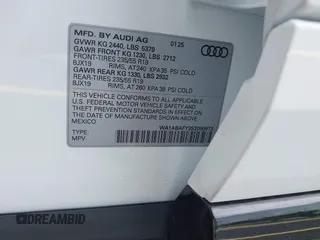 MFD BY AUDI AG 01 25
GVWR KG 2440, LBS 5379
GAWR FRONT KG 1230, LBS 2712
FRONT-TIRES 235/55 R19
8JX19 RIMS, AT 240 KPA 35 PSI COLD
GAWR REAR KG 1330, LBS 2932
REAR-TIRES 235/55 R19
8JX19 RIMS, AT 260 KPA 38 PSI COLD
THIS VEHICLE CONFORMS TO ALL APPLICABLE
U.S. FEDERAL MOTOR VEHICLE SAFETY AND
THEFT PREVENTION STANDARDS IN EFFECT ON
THE DATE OF MANUFACTURE SHOWN ABOVE
MEXICO
TYPE:
MPV
DREAMBID